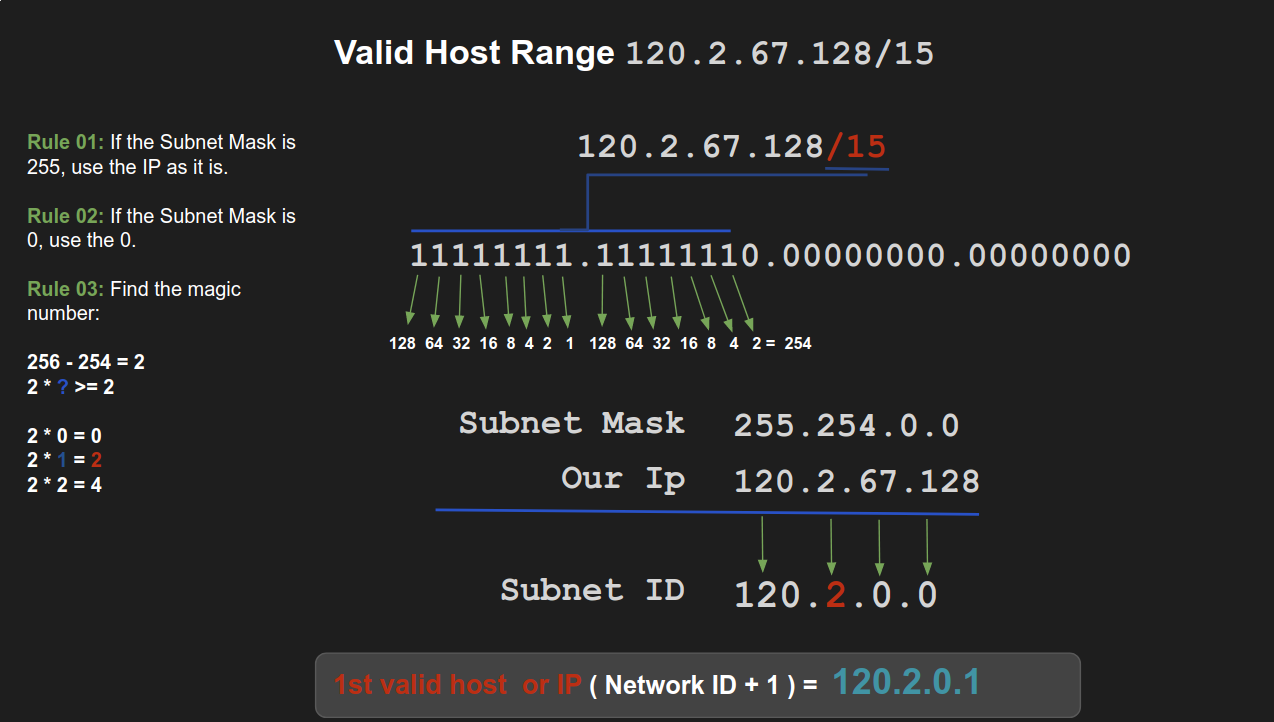 Valid Host Range 120.2.67.128/15
Rule 01: If the Subnet Mask is
255, use the IP as it is.
Rule 02: If the Subnet Mask is
0, use the 0.
Rule 03: Find the magic
number:
256 - 254 = 2
2 * ? >= 2
2 * 0 = 0
2 * 1 = 2
2 * 2 = 4
120.2.67.128/15
11111111.11111110.00000000.00000000
128 64 32 16 8 4 2 1 128 64 32 16 8 4 2 = 254
Subnet Mask 255.254.0.0
Our Ip 120.2.67.128
Subnet ID 120.2.0.0
1st valid host or IP ( Network ID + 1 ) = 120.2.0.1